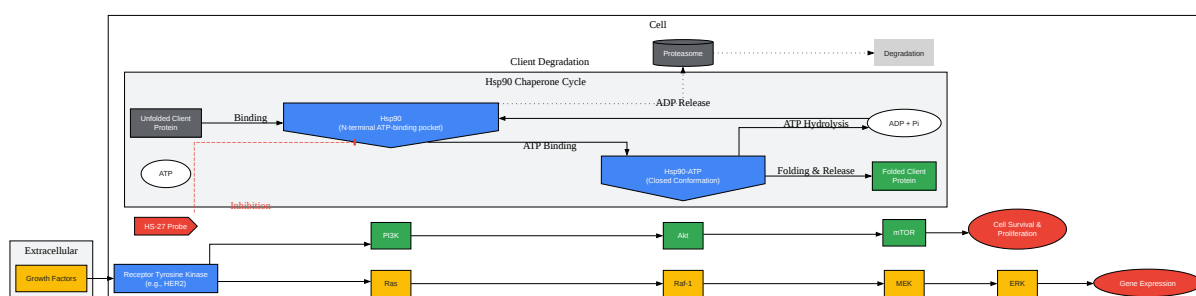 Cell
Proteasome
Degradation
Client Degradation
Hsp90 Chaperone Cycle
ADP Release
Unfolded Client
Protein
Binding
Hsp90
(N-terminal ATP-binding pocket)
ATP Hydrolysis
ADP + Pi
ATP Binding
ATP
Hsp90-ATP
(Closed Conformation)
Folding & Release
Folded Client
Protein
Inhibition
HS-27 Probe
PI3K
Akt
mTOR
Cell Survival &
Proliferation
Extracellular
Growth Factors
Receptor Tyrosine Kinase
(e.g., HER2)
Ras
Raf-1
MEK
ERK
Gene Expression